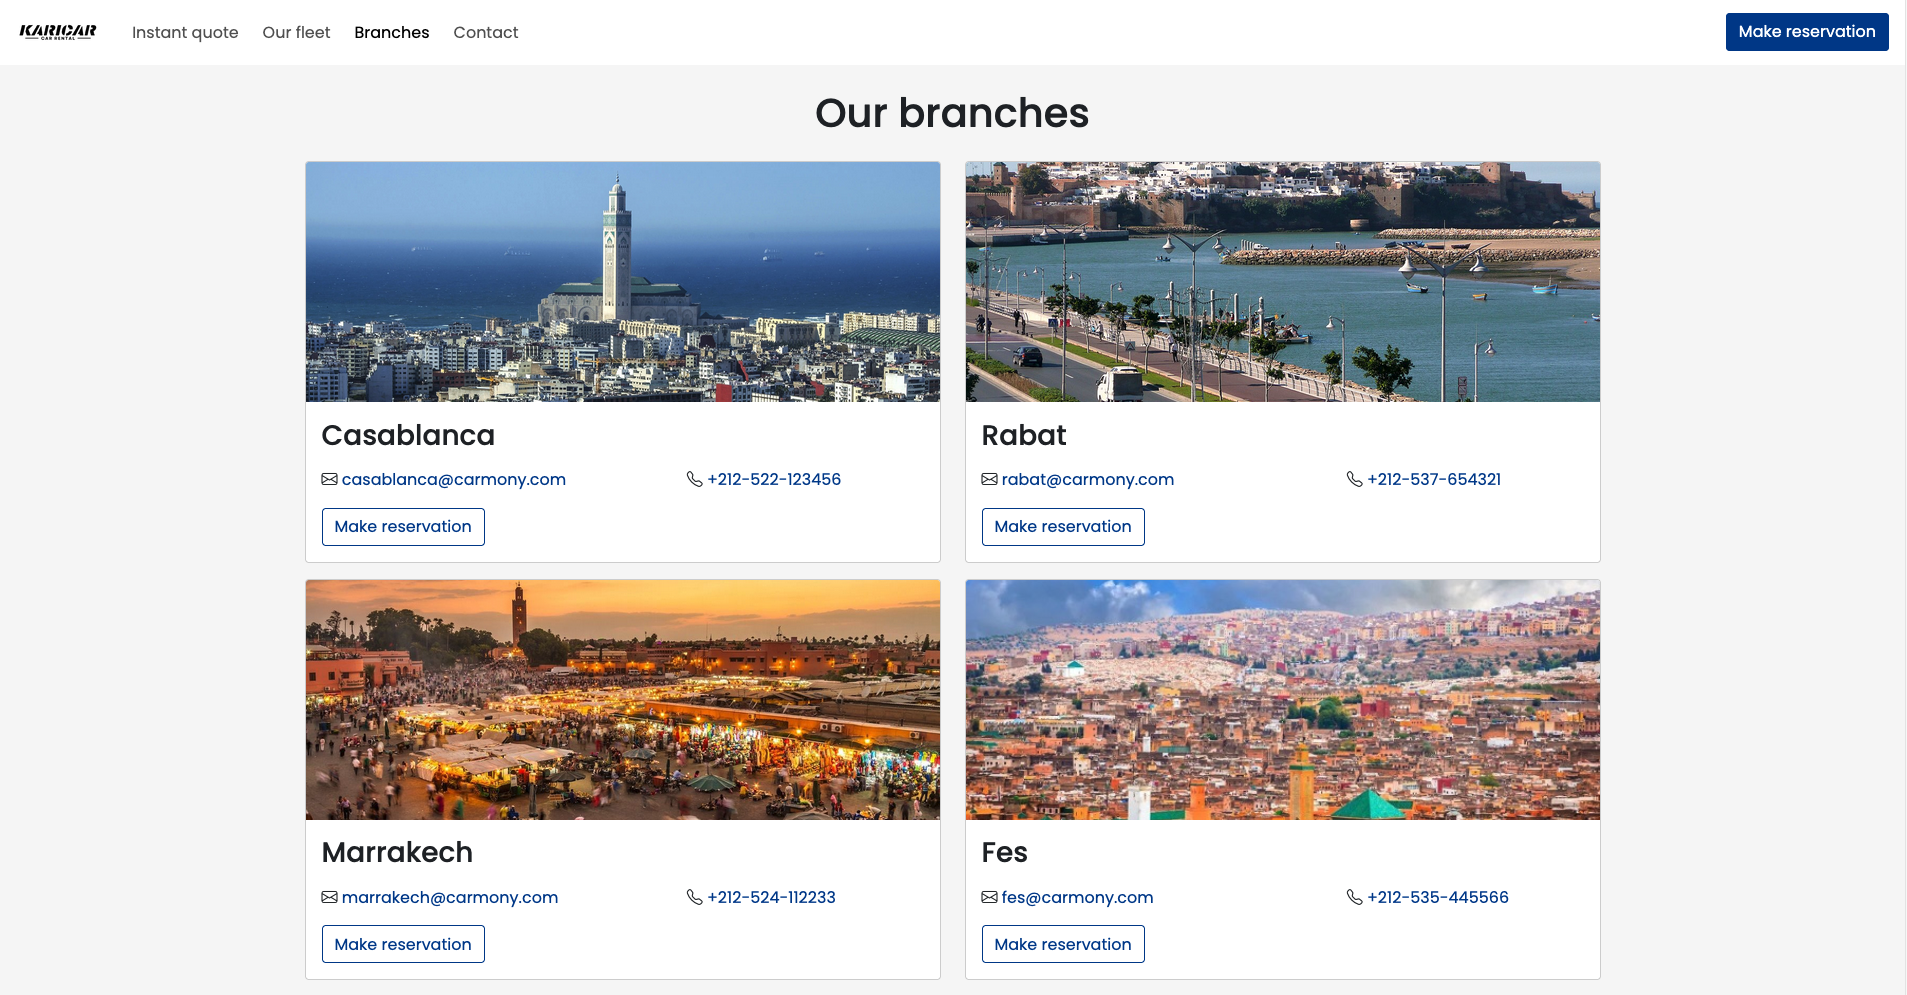 KARICAR
CAR RENTAL
Instant quote
Our fleet
Branches
Contact
Make reservation
Our branches
Casablanca
casablanca@carmony.com
+212-522-123456
Make reservation
Rabat
rabat@carmony.com
+212-537-654321
Make reservation
Marrakech
marrakech@carmony.com
+212-524-112233
Make reservation
Fes
fes@carmony.com
+212-535-445566
Make reservation